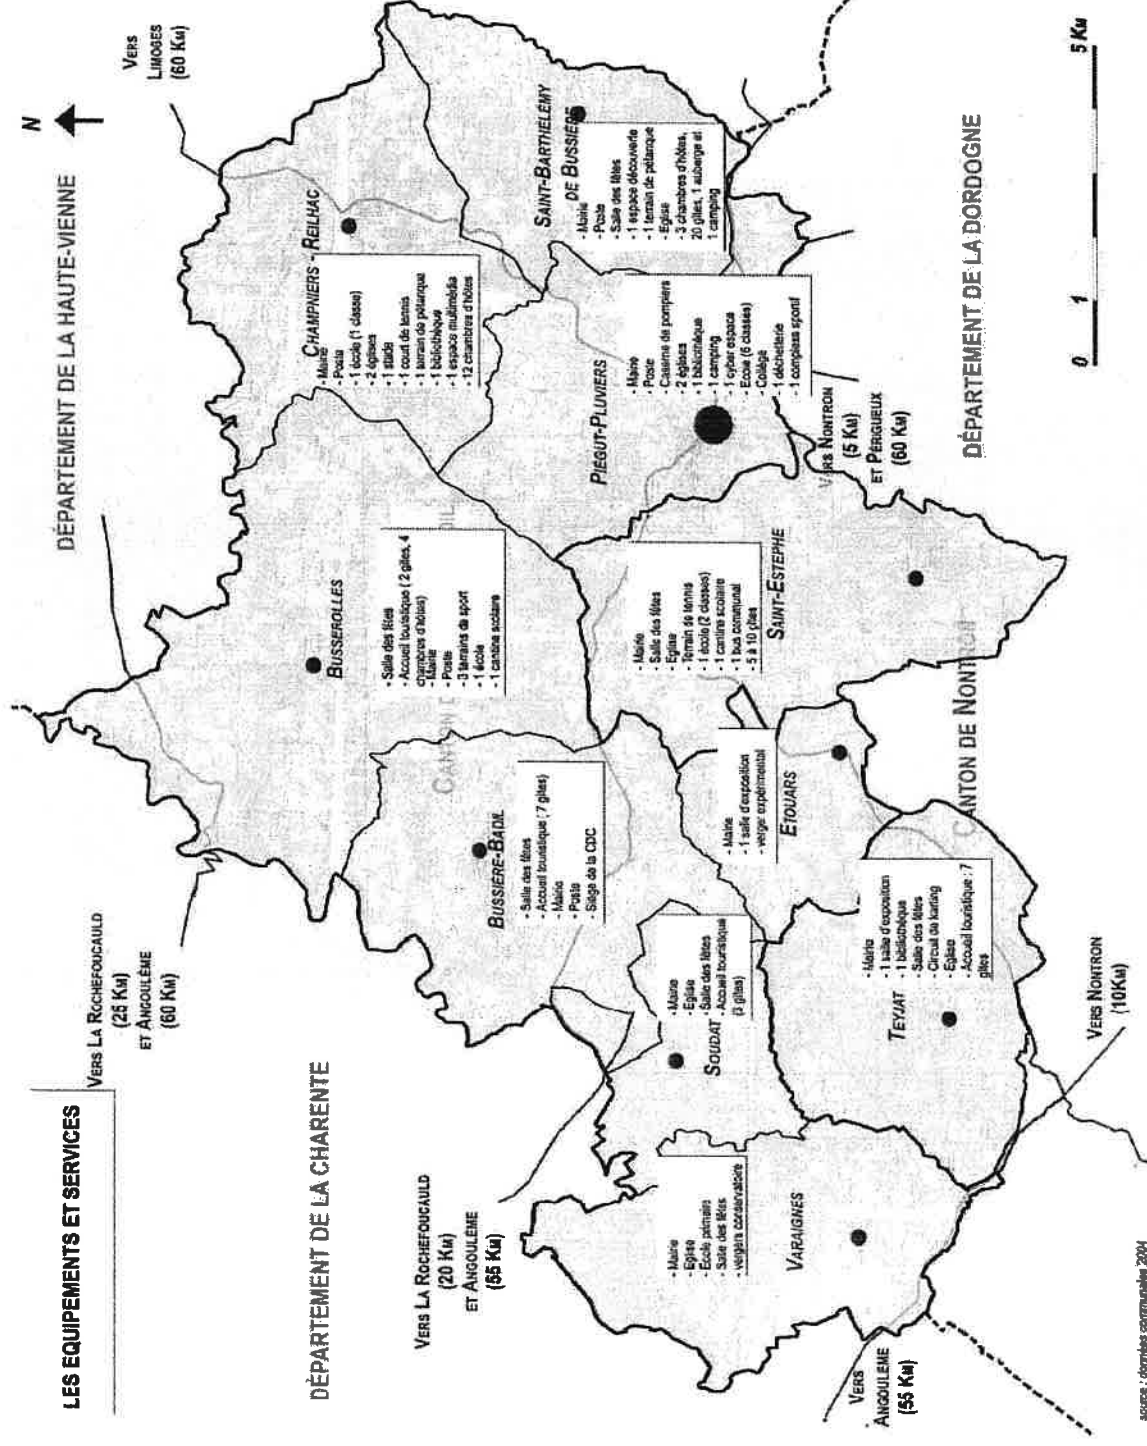 LES EQUIPEMENTS ET SERVICES
VERS LA ROCHEFOUCAULD
(25 KM)
ET ANGOULÊME
(60 KM)
DÉPARTEMENT DE LA HAUTE-VIENNE
N
VERS
LIMOGES
(60 KM)
DÉPARTEMENT DE LA CHARENTE
BUSSEROLLES
- Salle des fêtes
- Accueil touristique ( 2 gîtes, 4
chambres d'hôtes)
- Mairie
- Poste
- 3 terrains de sport
- 1 école
- 1 cantine scolaire
CHAMPNIERS - REILHAC
- Mairie
- Poste
- 1 école (1 classe)
- 2 églises
- 1 stade
- 1 court de tennis
- 1 terrain de pétanque
- 1 bibliothèque
- 1 espace multimédia
- 12 chambres d'hôtes
VERS LA ROCHEFOUCAULD
(20 KM)
ET ANGOULÊME
(55 KM)
BUSSIÈRE-BADIL
- Salle des fêtes
- Accueil touristique : 7 gîtes)
- Mairie
- Poste
- Siège de la CDC
SAINT-BARTHÉLÉMY
DE BUSSIÈRE
- Mairie
- Poste
- Salle des fêtes
- 1 espace découverte
- 1 terrain de pétanque
- Eglise
- 3 chambres d'hôtes,
20 gîtes, 1 auberge et
1 camping
PIÉGUT-PLUVIERS
- Mairie
- Poste
- Caserne de pompiers
- 2 églises
- 1 bibliothèque
- 1 camping
- 1 cyber espace
- Ecole (6 classes)
- Collège
- 1 déchetterie
- 1 complexe sportif
- Mairie
- Salle des fêtes
- Eglise
- Terrain de tennis
- 1 école (2 classes)
- 1 cantine scolaire
- 1 bus communal
- 5 à 10 gîtes
SAINT-ESTEPHE
- Mairie
- Eglise
- Salle des fêtes
- Accueil touristique
(3 gîtes)
SOUDAT
- Mairie
- 1 salle d'exposition
- verger expérimental
ETOUARS
- Mairie
- Eglise
- Ecole primaire
- Salle des fêtes
- vergers conservatoire
VARAIGNES
- Mairie
- 1 salle d'exposition
- 1 bibliothèque
- Salle des fêtes
- Circuit de karting
- Eglise
- Accueil touristique : 7
gîtes
TEYJAT
VERS NONTRON
(5 KM)
ET PÉRIGUEUX
(60 KM)
CANTON DE NONTRON
DÉPARTEMENT DE LA DORDOGNE
VERS
ANGOULÊME
(55 KM)
VERS NONTRON
(10KM)
0 1 5 KM
source : données communales 2004